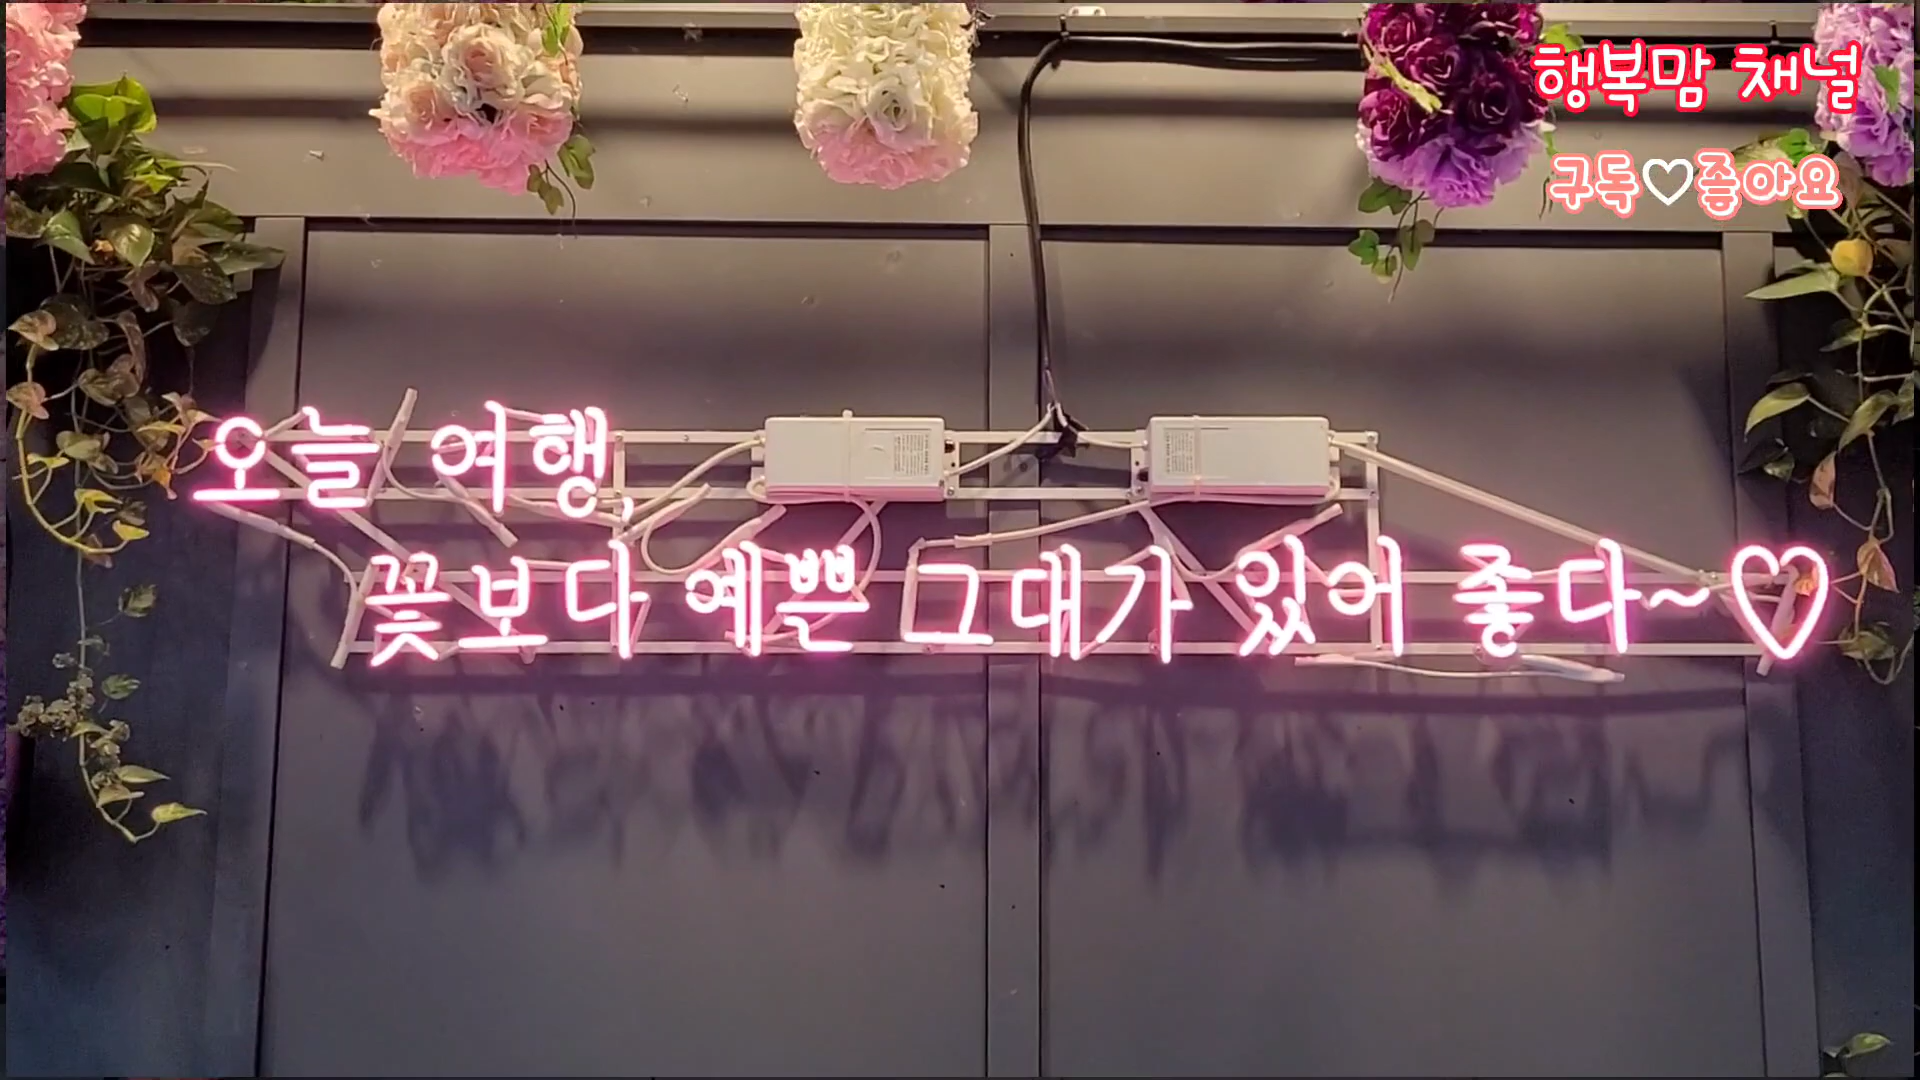 행복맘 채널
구독♡좋아요
오늘 여행,
꽃보다 예쁜 그대가 있어 좋다~♡